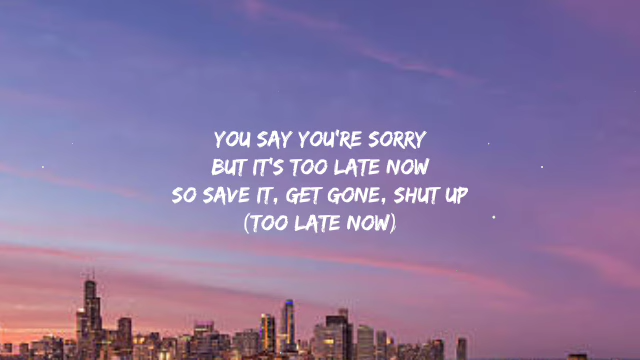 YOU SAY YOU'RE SORRY
BUT IT'S TOO LATE NOW
SO SAVE IT, GET GONE, SHUT UP
(TOO LATE NOW)